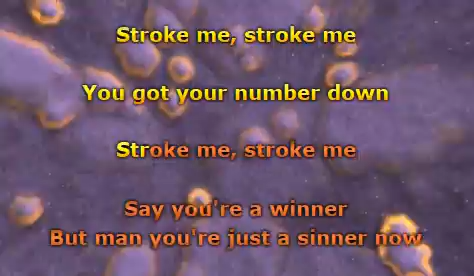 Stroke me, stroke me
You got your number down
Stroke me, stroke me
Say you're a winner
But man you're just a sinner now